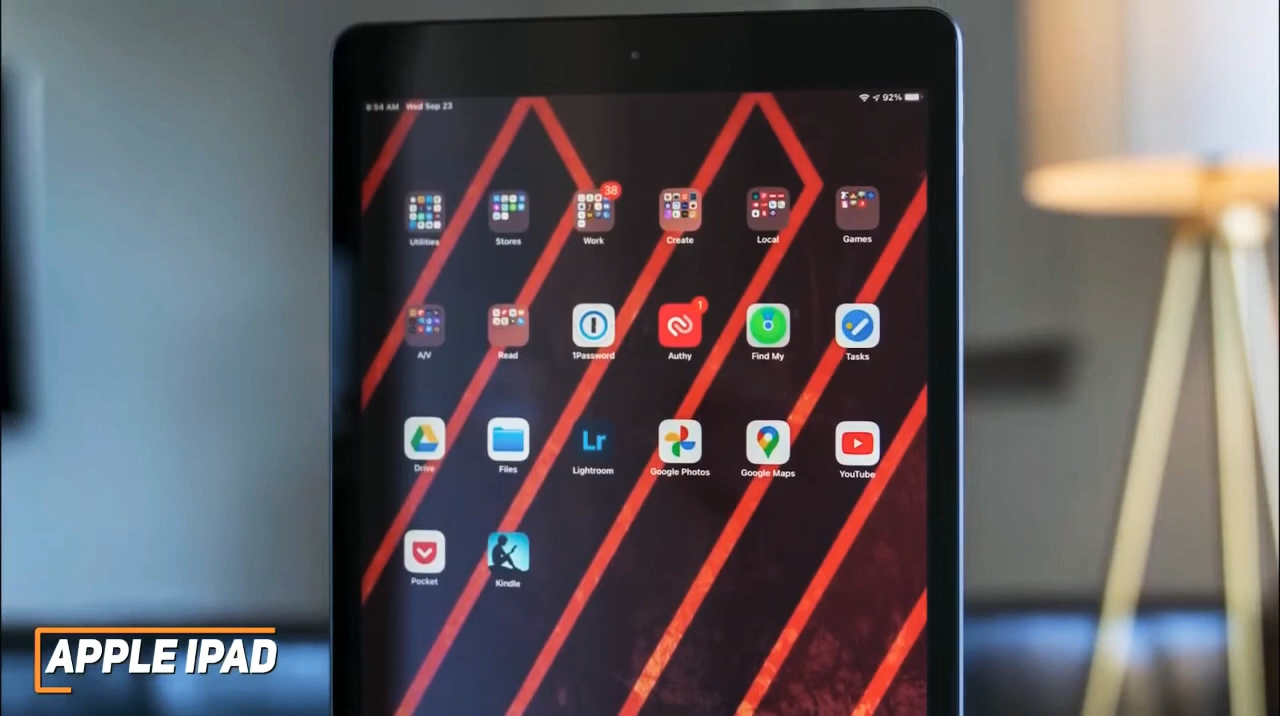 8:54 AM Wed Sep 23
92%
38
Utilities Stores Work Create Local Games
1
A/V Read 1Password Authy Find My Tasks
Lr
Drive Files Lightroom Google Photos Google Maps YouTube
Pocket Kindle
APPLE IPAD